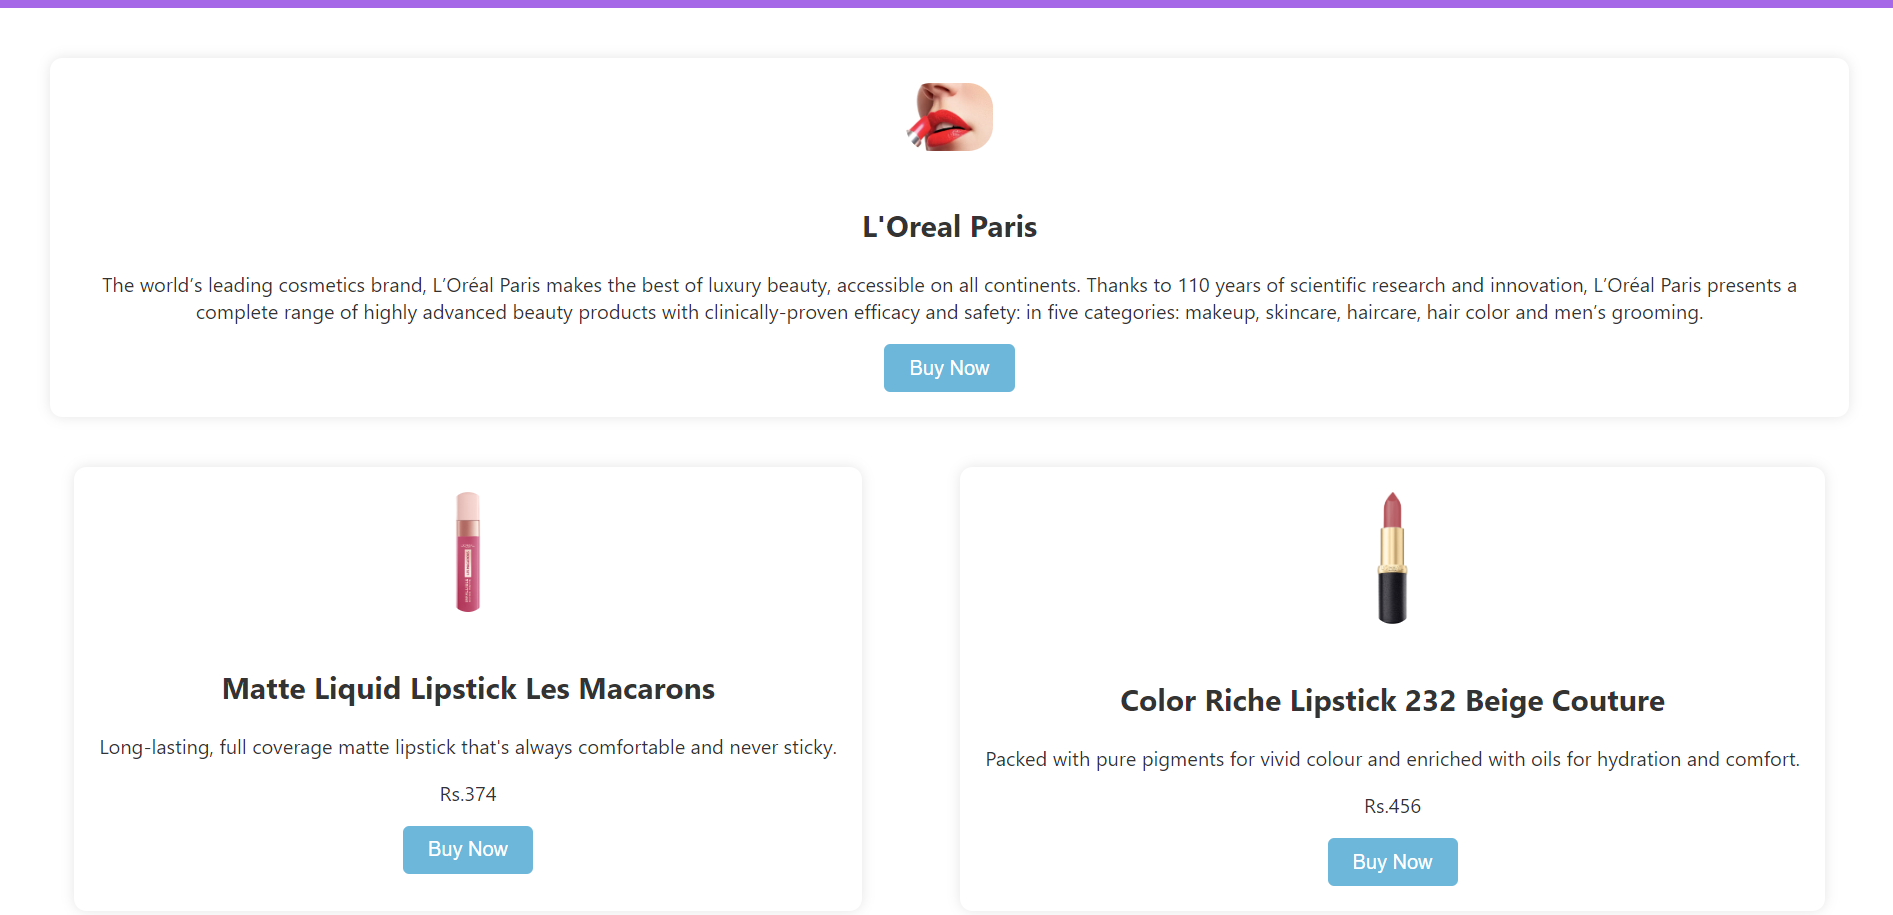 L'Oreal Paris
The world’s leading cosmetics brand, L’Oréal Paris makes the best of luxury beauty, accessible on all continents. Thanks to 110 years of scientific research and innovation, L’Oréal Paris presents a
complete range of highly advanced beauty products with clinically-proven efficacy and safety: in five categories: makeup, skincare, haircare, hair color and men’s grooming.
Buy Now
Matte Liquid Lipstick Les Macarons
Long-lasting, full coverage matte lipstick that's always comfortable and never sticky.
Rs.374
Buy Now
Color Riche Lipstick 232 Beige Couture
Packed with pure pigments for vivid colour and enriched with oils for hydration and comfort.
Rs.456
Buy Now